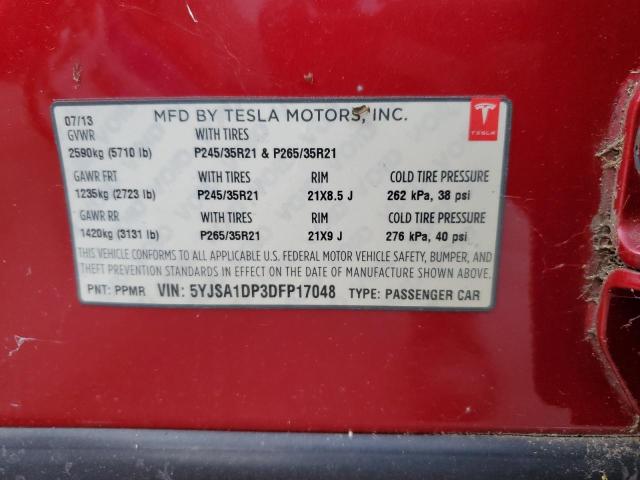 07/13 MFD BY TESLA MOTORS, INC.
TESLA
GVWR WITH TIRES
2590kg (5710 lb) P245/35R21 & P265/35R21
GAWR FRT WITH TIRES RIM COLD TIRE PRESSURE
1235kg (2723 lb) P245/35R21 21X8.5 J 262 kPa, 38 psi
GAWR RR WITH TIRES RIM COLD TIRE PRESSURE
1420kg (3131 lb) P265/35R21 21X9 J 276 kPa, 40 psi
THIS VEHICLE CONFORMS TO ALL APPLICABLE U.S. FEDERAL MOTOR VEHICLE SAFETY, BUMPER, AND
THEFT PREVENTION STANDARDS IN EFFECT ON THE DATE OF MANUFACTURE SHOWN ABOVE.
PNT: PPMR VIN: 5YJSA1DP3DFP17048 TYPE: PASSENGER CAR